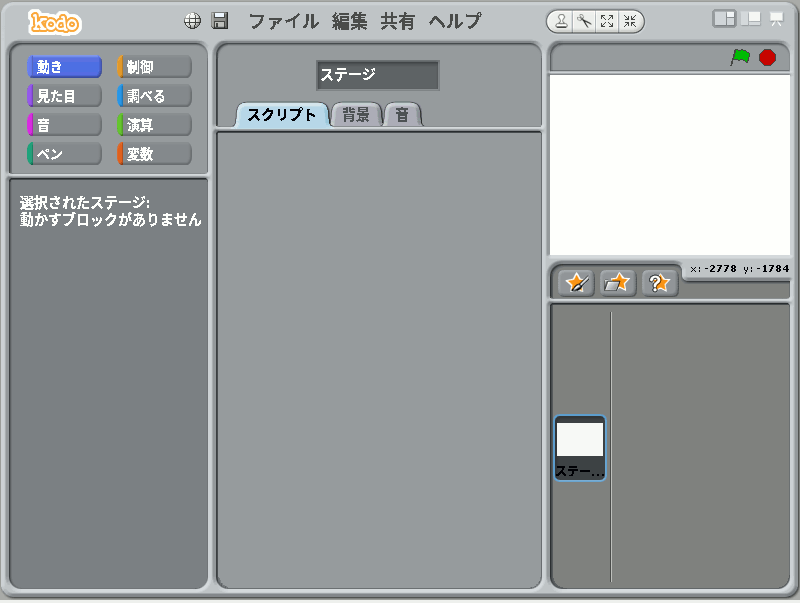 kodo
ファイル 編集 共有 ヘルプ
動き 制御
見た目 調べる
音 演算
ペン 変数
選択されたステージ:
動かすブロックがありません
ステージ
スクリプト 背景 音
x: -2778 y: -1784
ステー...